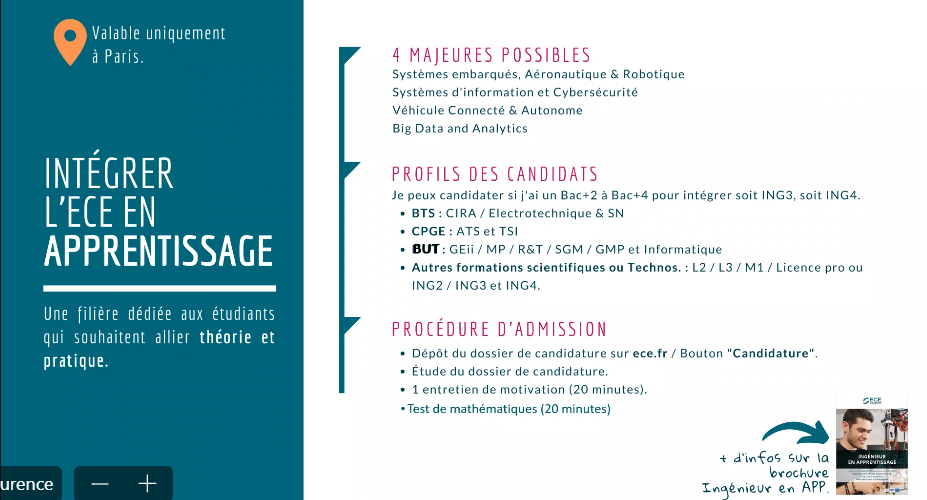 Valable uniquement
à Paris.
INTÉGRER
L'ECE EN
APPRENTISSAGE
Une filière dédiée aux étudiants
qui souhaitent allier théorie et
pratique.
urence
4 MAJEURES POSSIBLES
Systèmes embarqués, Aéronautique & Robotique
Systèmes d'information et Cybersécurité
Véhicule Connecté & Autonome
Big Data and Analytics
PROFILS DES CANDIDATS
Je peux candidater si j'ai un Bac+2 à Bac+4 pour intégrer soit ING3, soit ING4.
• BTS : CIRA / Electrotechnique & SN
• CPGE : ATS et TSI
• BUT : GEii / MP / R&T / SGM / GMP et Informatique
• Autres formations scientifiques ou Technos. : L2 / L3 / M1 / Licence pro ou
ING2 / ING3 et ING4.
PROCÉDURE D'ADMISSION
• Dépôt du dossier de candidature sur ece.fr / Bouton "Candidature".
• Étude du dossier de candidature.
• 1 entretien de motivation (20 minutes).
• Test de mathématiques (20 minutes)
+ d'infos sur la
brochure
Ingénieur en APP.
ECE
INGÉNIEUR
EN APPRENTISSAGE